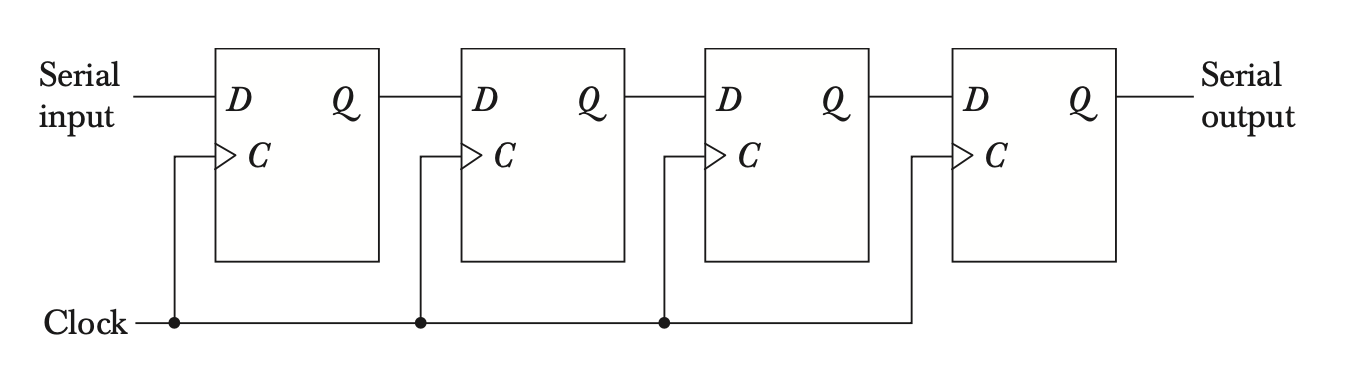 Serial
input
D Q
C
D Q
C
D Q
C
D Q
C
Serial
output
Clock